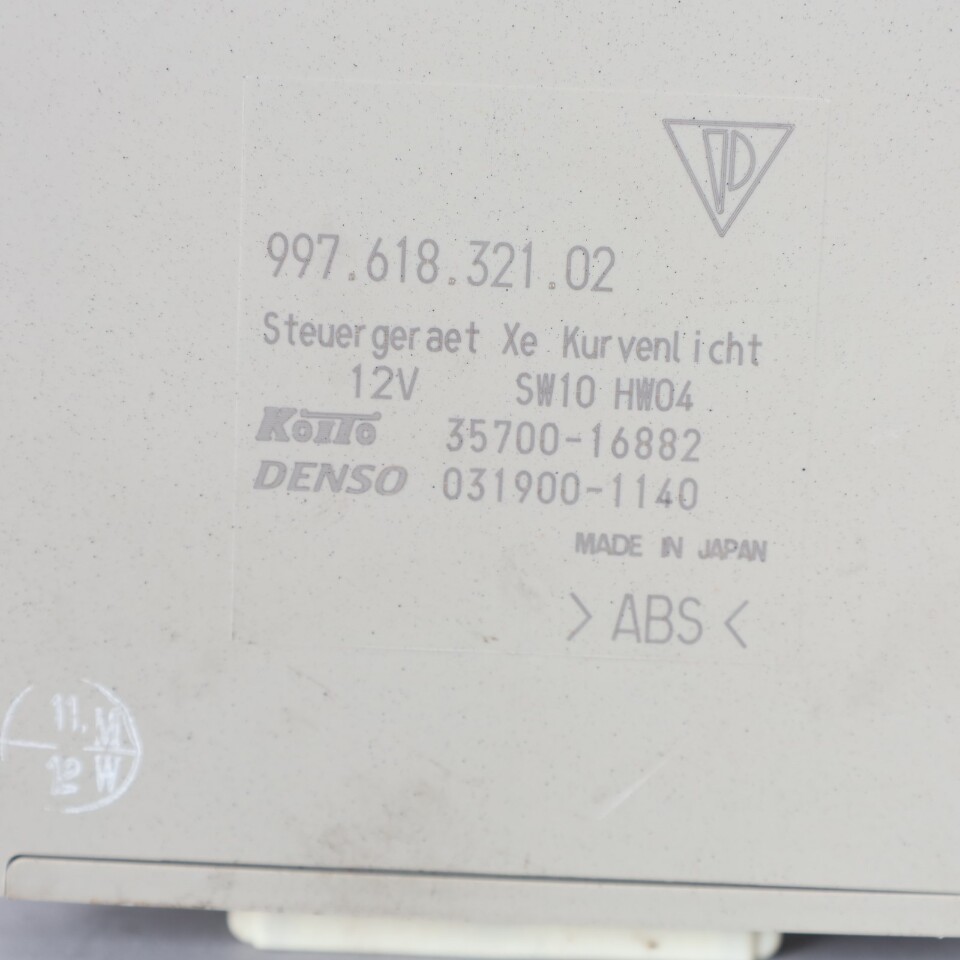 997.618.321.02
Steuergeraet Xe Kurvenlicht
12V SW10 HW04
KoiTo 35700-16882
DENSO 031900-1140
MADE IN JAPAN
>ABS<
11.
W